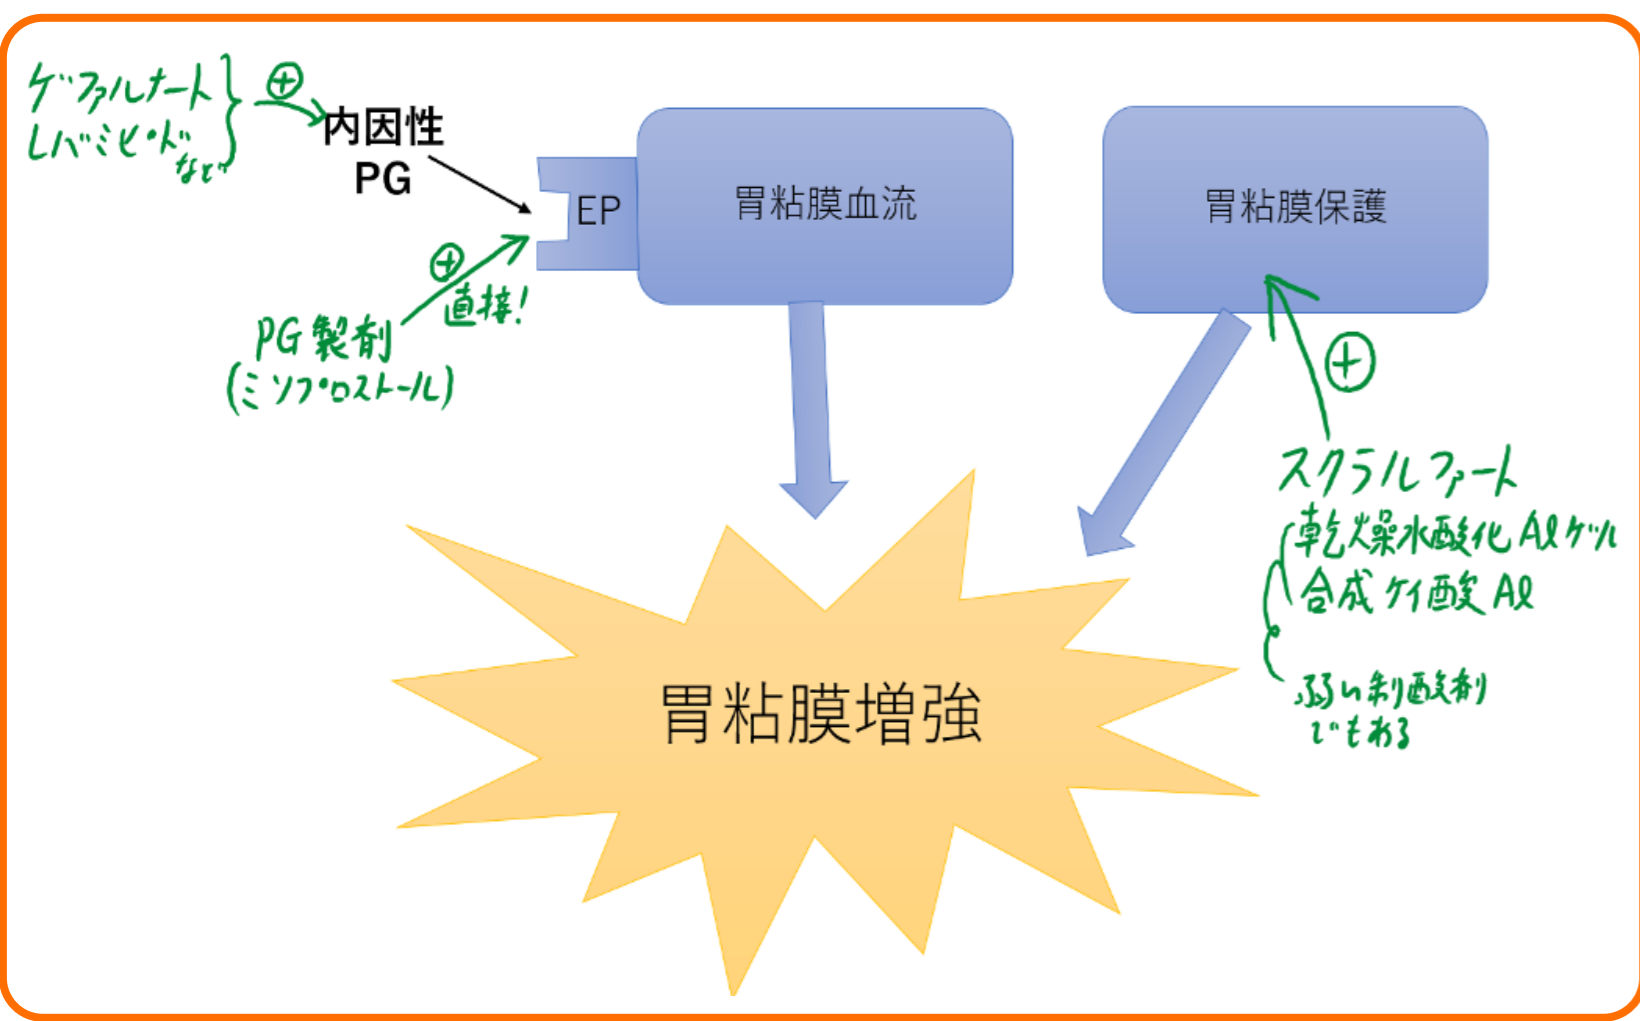 ゲファルナート
レバミピド
など
⊕
内因性
PG
EP
胃粘膜血流
胃粘膜保護
⊕
直接!
PG製剤
(ミソプロストール)
⊕
スクラルファート
乾燥水酸化Alゲル
合成ケイ酸Al
弱い制酸剤
でもある
胃粘膜増強